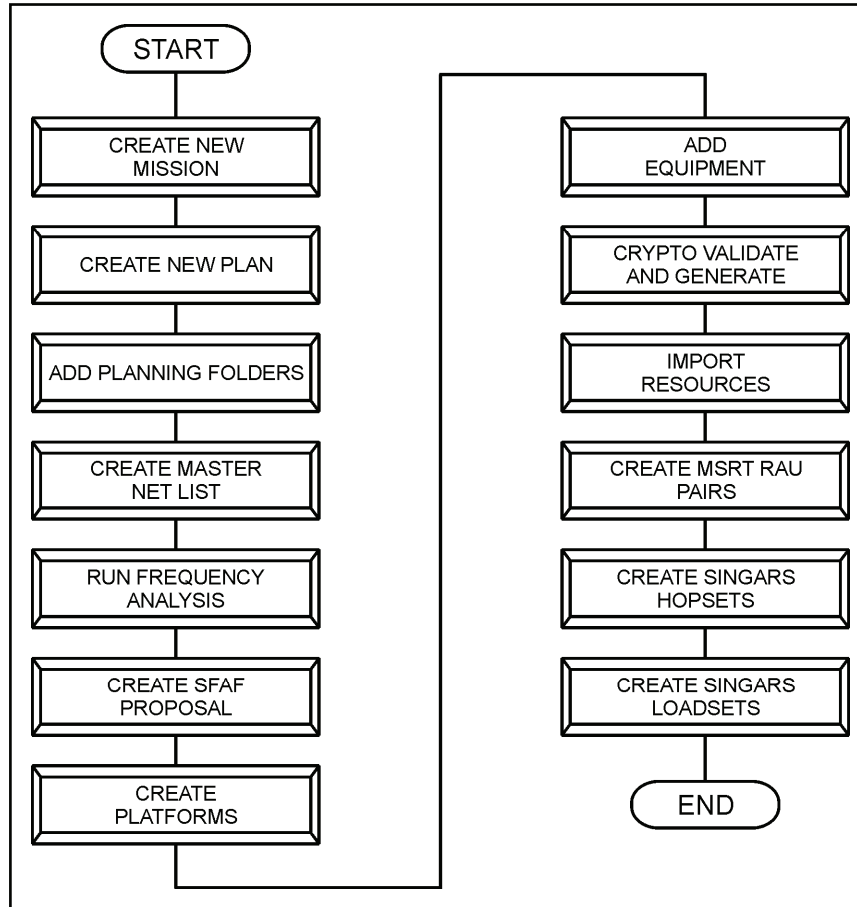 START
CREATE NEW
MISSION
CREATE NEW PLAN
ADD PLANNING FOLDERS
CREATE MASTER
NET LIST
RUN FREQUENCY
ANALYSIS
CREATE SFAF
PROPOSAL
CREATE
PLATFORMS
ADD
EQUIPMENT
CRYPTO VALIDATE
AND GENERATE
IMPORT
RESOURCES
CREATE MSRT RAU
PAIRS
CREATE SINGARS
HOPSETS
CREATE SINGARS
LOADSETS
END